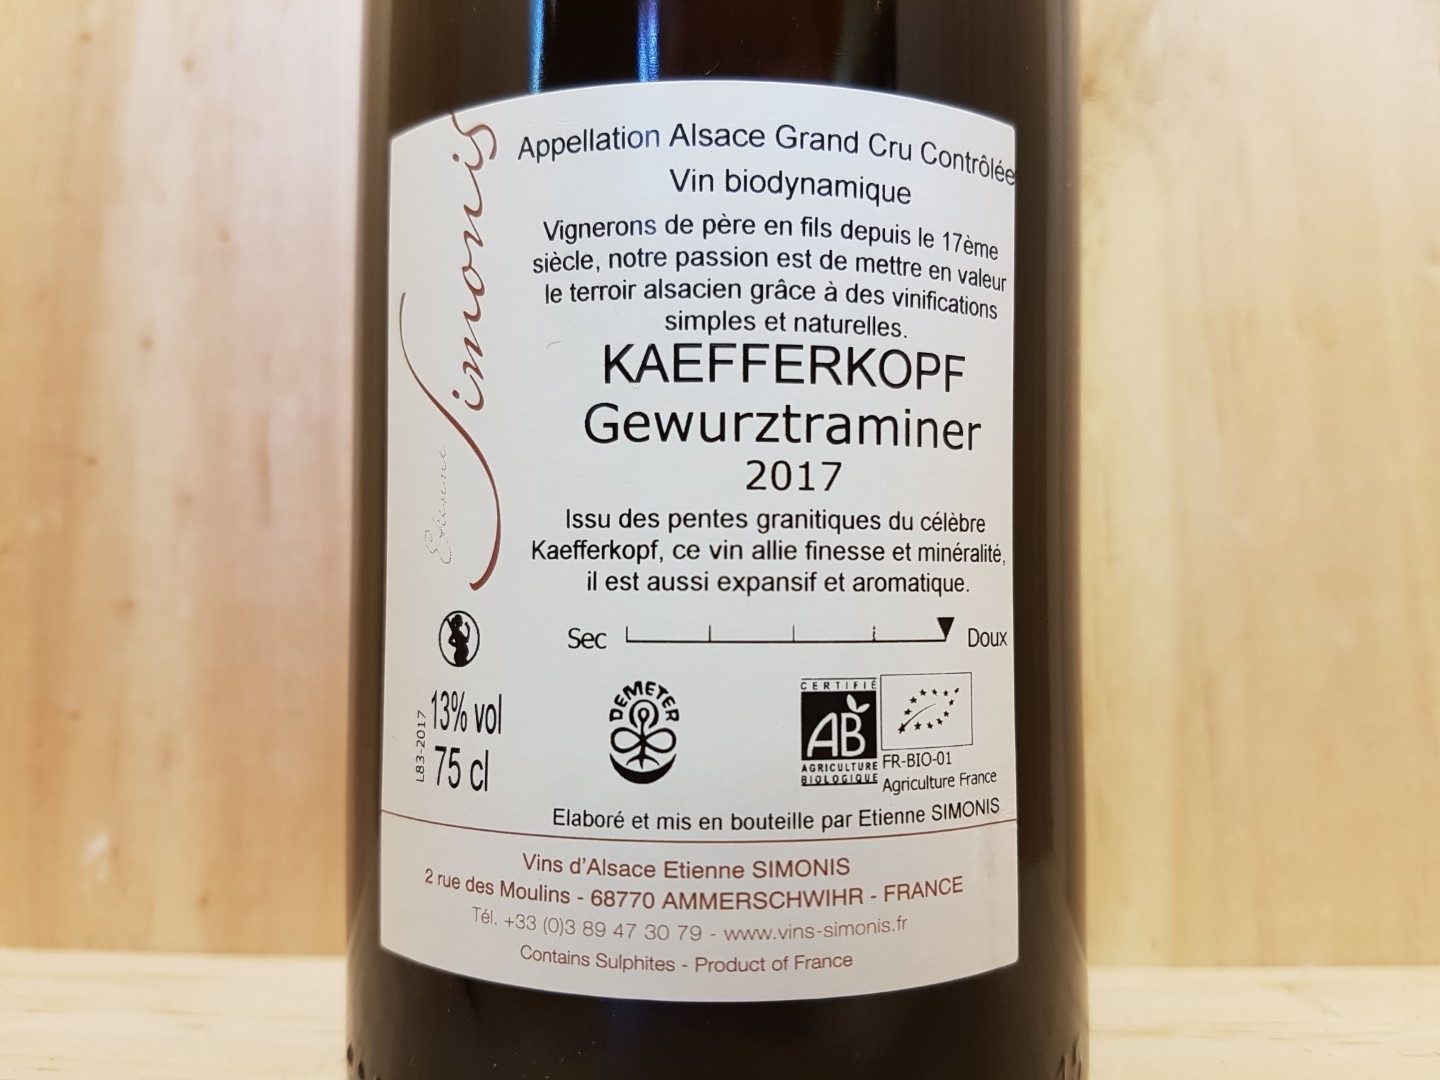 Etienne Simonis
Appellation Alsace Grand Cru Contrôlée
Vin biodynamique
Vignerons de père en fils depuis le 17ème
siècle, notre passion est de mettre en valeur
le terroir alsacien grâce à des vinifications
simples et naturelles.
KAEFFERKOPF
Gewurztraminer
2017
Issu des pentes granitiques du célèbre
Kaefferkopf, ce vin allie finesse et minéralité,
il est aussi expansif et aromatique.
Sec Doux
L83-2017
13% vol
75 cl
DEMETER
CERTIFIÉ
AB
AGRICULTURE
BIOLOGIQUE
FR-BIO-01
Agriculture France
Elaboré et mis en bouteille par Etienne SIMONIS
Vins d'Alsace Etienne SIMONIS
2 rue des Moulins - 68770 AMMERSCHWIHR - FRANCE
Tél. +33 (0)3 89 47 30 79 - www.vins-simonis.fr
Contains Sulphites - Product of France